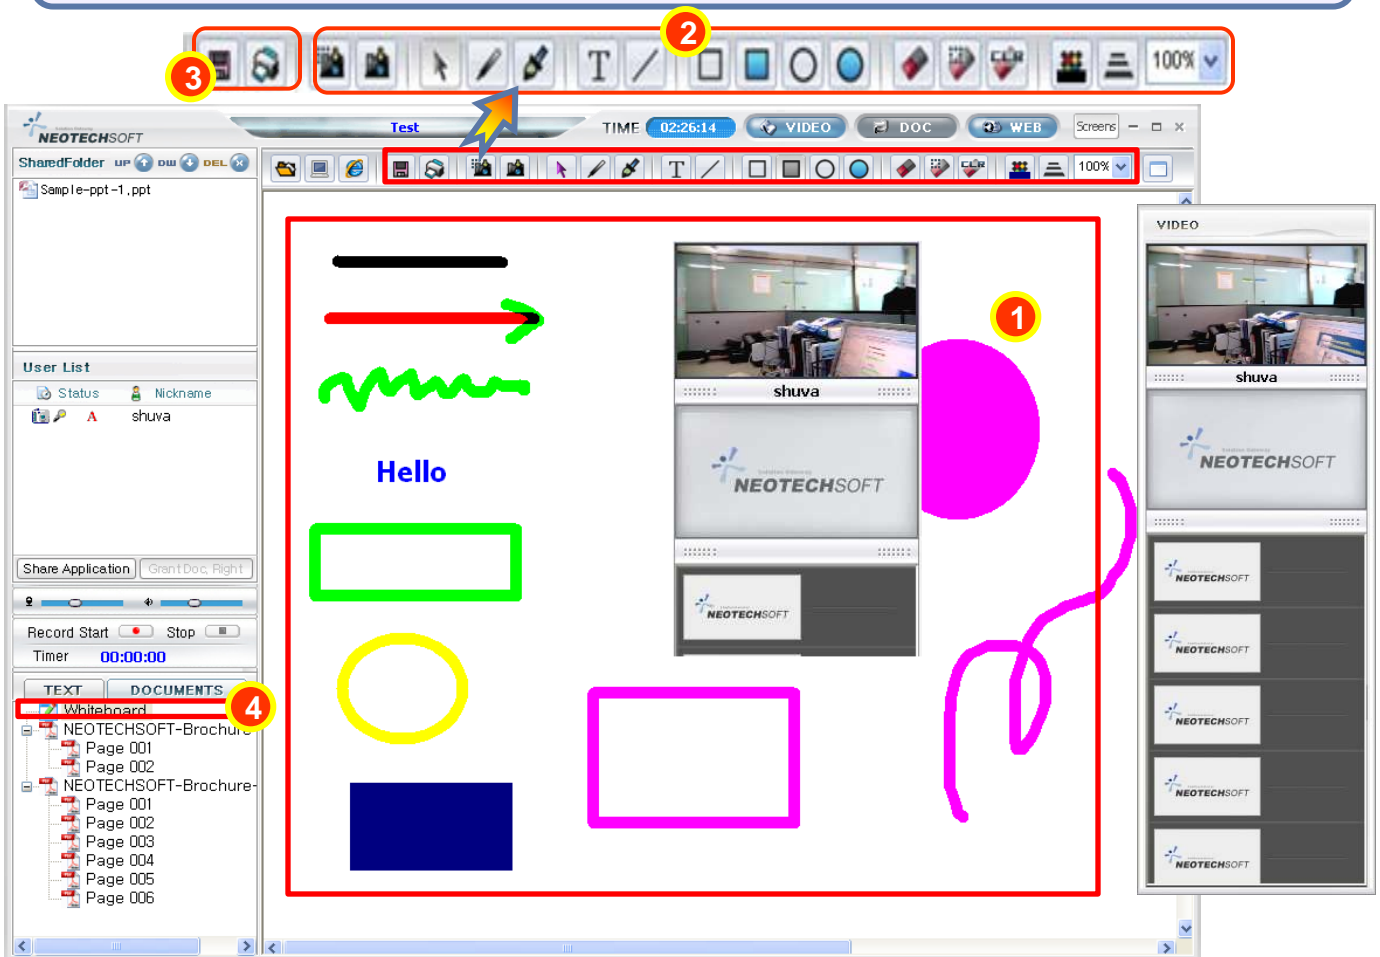 2
3
T
CLR
100%
NEOTECHSOFT
Test
TIME 02:26:14 VIDEO DOC WEB Screens
SharedFolder UP DW DEL
T
CLR
100%
Sample-ppt-1.ppt
VIDEO
1
shuva
shuva
User List
Status Nickname
A shuva
Hello
NEOTECHSOFT
NEOTECHSOFT
Share Application Grant Doc, Right
NEOTECHSOFT
NEOTECHSOFT
Record Start Stop
Timer 00:00:00
NEOTECHSOFT
TEXT DOCUMENTS
4
Whiteboard
NEOTECHSOFT-Brochure
Page 001
Page 002
NEOTECHSOFT-Brochure-
Page 001
Page 002
Page 003
Page 004
Page 005
Page 006
NEOTECHSOFT
NEOTECHSOFT
NEOTECHSOFT